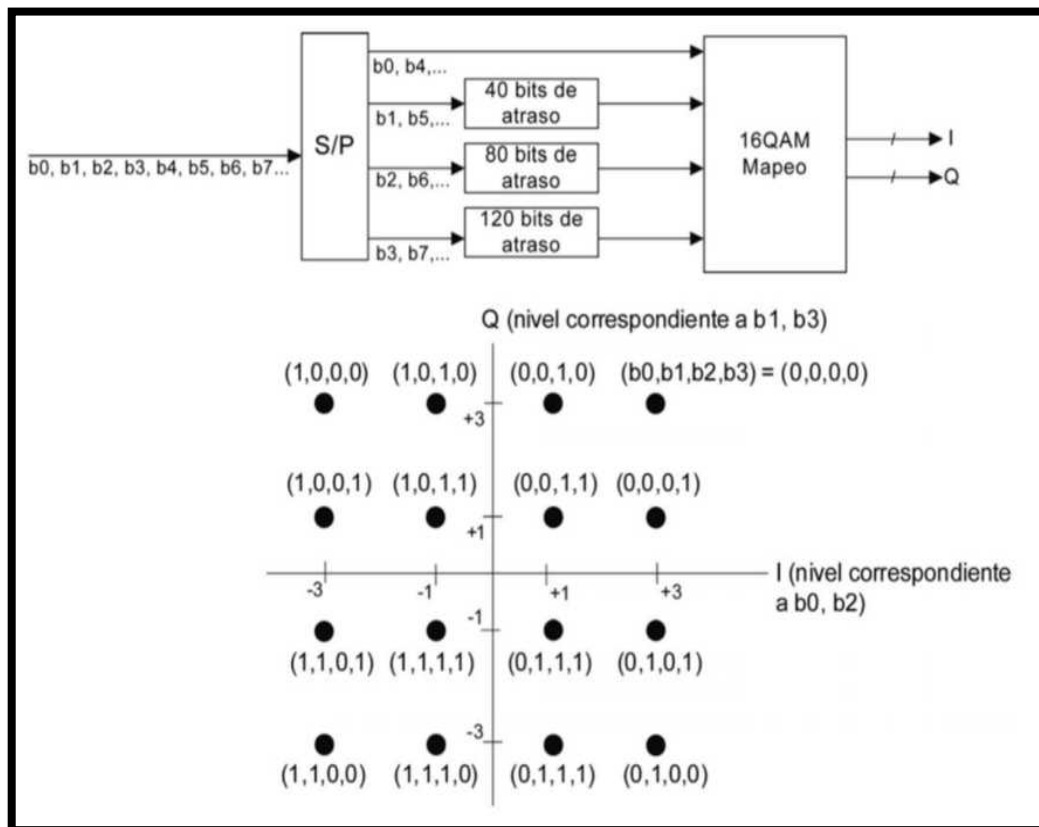 b0, b1, b2, b3, b4, b5, b6, b7...
S/P
b0, b4,...
b1, b5,...
b2, b6,...
b3, b7,...
40 bits de
atraso
80 bits de
atraso
120 bits de
atraso
16QAM
Mapeo
I
Q
Q (nivel correspondiente a b1, b3)
(1,0,0,0) (1,0,1,0) (0,0,1,0) (b0,b1,b2,b3) = (0,0,0,0)
+3
(1,0,0,1) (1,0,1,1) (0,0,1,1) (0,0,0,1)
+1
I (nivel correspondiente
a b0, b2)
-3 -1 +1 +3
-1
(1,1,0,1) (1,1,1,1) (0,1,1,1) (0,1,0,1)
-3
(1,1,0,0) (1,1,1,0) (0,1,1,1) (0,1,0,0)